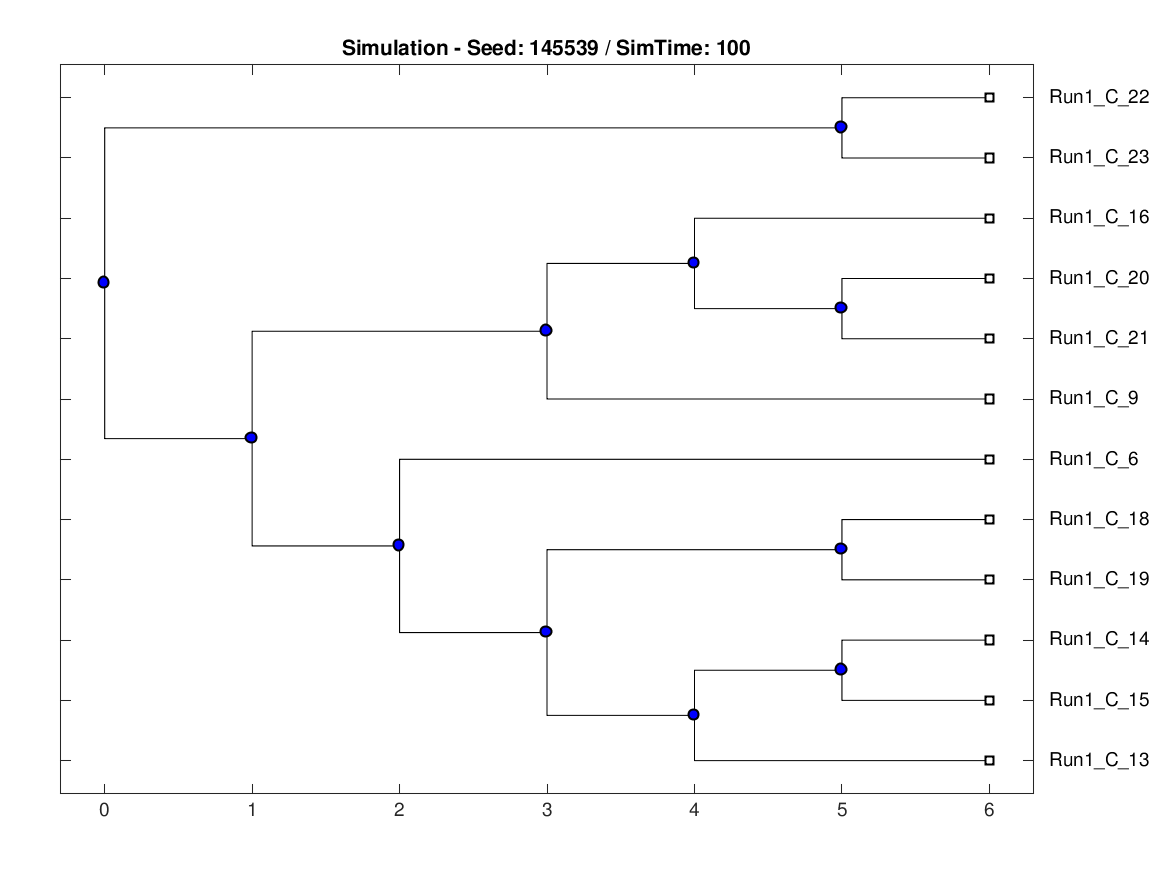 Simulation - Seed: 145539 / SimTime: 100
Run1_C_22
Run1_C_23
Run1_C_16
Run1_C_20
Run1_C_21
Run1_C_9
Run1_C_6
Run1_C_18
Run1_C_19
Run1_C_14
Run1_C_15
Run1_C_13
0 1 2 3 4 5 6